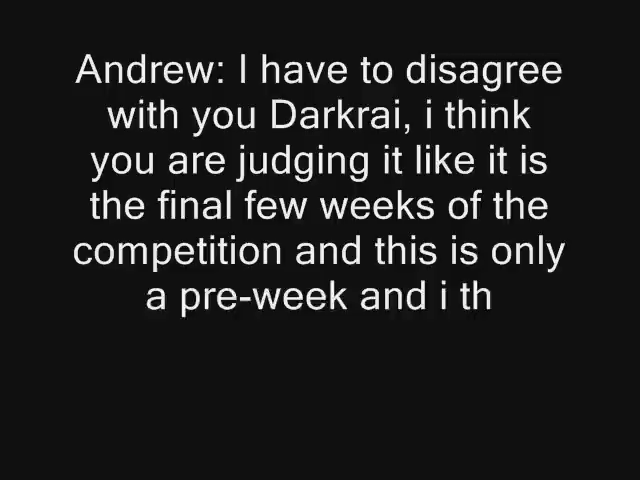 Andrew: I have to disagree
with you Darkrai, i think
you are judging it like it is
the final few weeks of the
competition and this is only
a pre-week and i th